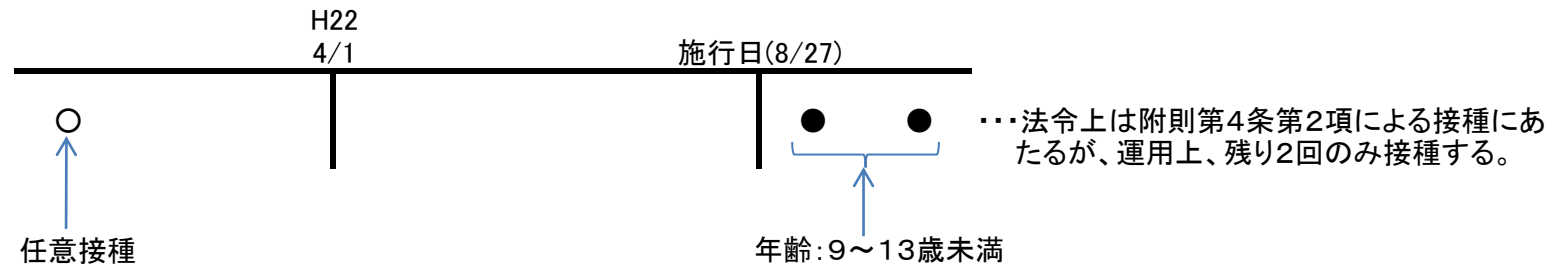 H22
4/1
施行日(8/27)
○ ● ● ・・・法令上は附則第4条第2項による接種にあ
たるが、運用上、残り2回のみ接種する。
任意接種
年齢:9～13歳未満